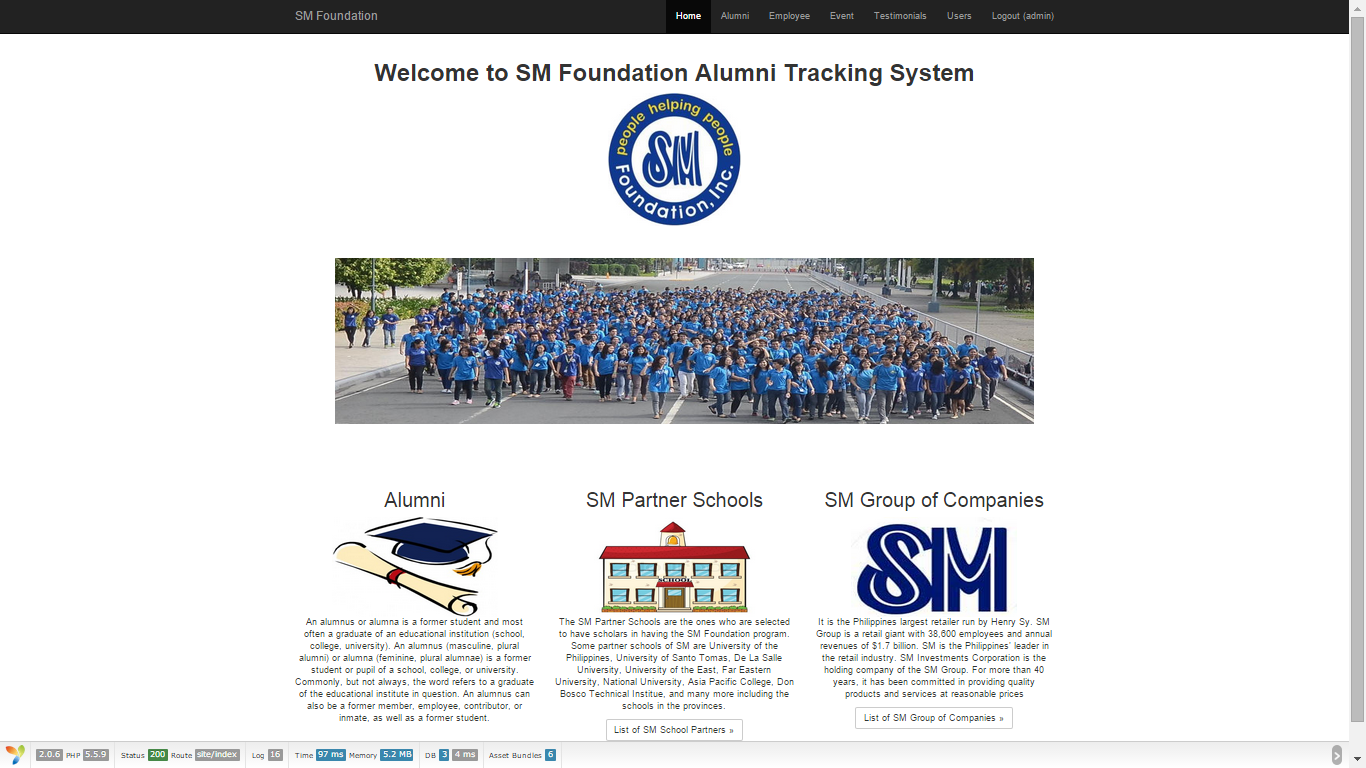 SM Foundation
Home Alumni Employee Event Testimonials Users Logout (admin)
Welcome to SM Foundation Alumni Tracking System
people helping people
SM
Foundation, Inc.
Alumni
An alumnus or alumna is a former student and most
often a graduate of an educational institution (school,
college, university). An alumnus (masculine, plural
alumni) or alumna (feminine, plural alumnae) is a former
student or pupil of a school, college, or university.
Commonly, but not always, the word refers to a graduate
of the educational institute in question. An alumnus can
also be a former member, employee, contributor, or
inmate, as well as a former student.
SM Partner Schools
SCHOOL
The SM Partner Schools are the ones who are selected
to have scholars in having the SM Foundation program.
Some partner schools of SM are University of the
Philippines, University of Santo Tomas, De La Salle
University, University of the East, Far Eastern
University, National University, Asia Pacific College, Don
Bosco Technical Institue, and many more including the
schools in the provinces.
List of SM School Partners »
SM Group of Companies
SM
It is the Philippines largest retailer run by Henry Sy. SM
Group is a retail giant with 38,600 employees and annual
revenues of $1.7 billion. SM is the Philippines' leader in
the retail industry. SM Investments Corporation is the
holding company of the SM Group. For more than 40
years, it has been committed in providing quality
products and services at reasonable prices
List of SM Group of Companies »
2.0.6 PHP 5.5.9 Status 200 Route site/index Log 16 Time 97 ms Memory 5.2 MB DB 3 4 ms Asset Bundles 6